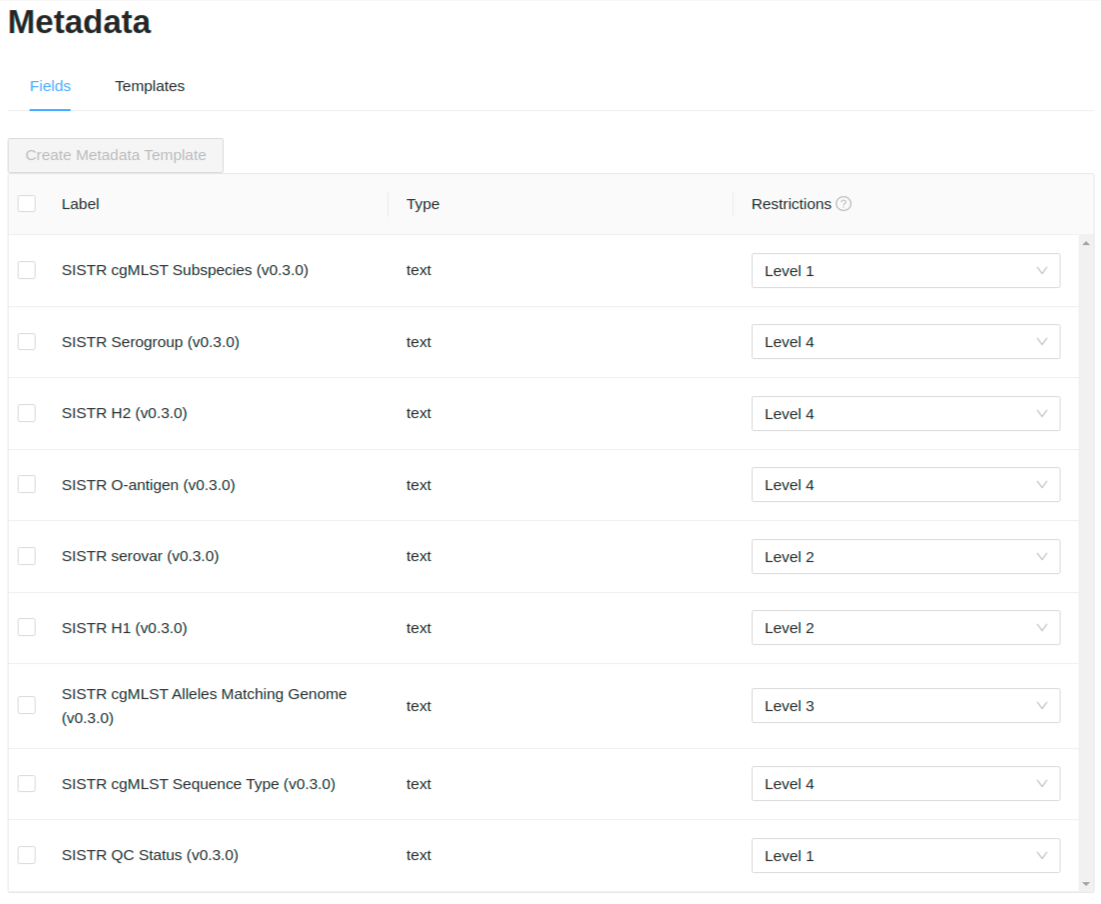 Metadata
Fields Templates
Create Metadata Template
Label Type Restrictions ?
SISTR cgMLST Subspecies (v0.3.0) text Level 1
SISTR Serogroup (v0.3.0) text Level 4
SISTR H2 (v0.3.0) text Level 4
SISTR O-antigen (v0.3.0) text Level 4
SISTR serovar (v0.3.0) text Level 2
SISTR H1 (v0.3.0) text Level 2
SISTR cgMLST Alleles Matching Genome
(v0.3.0) text Level 3
SISTR cgMLST Sequence Type (v0.3.0) text Level 4
SISTR QC Status (v0.3.0) text Level 1